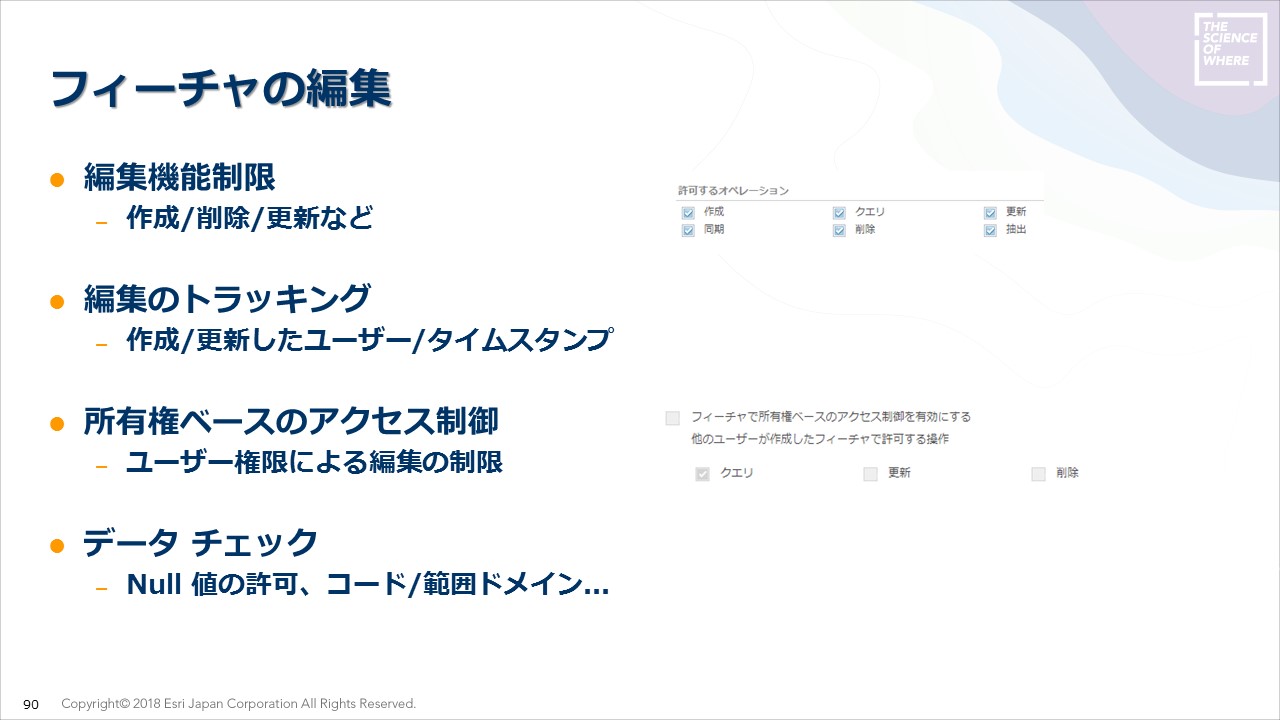 THE
SCIENCE
OF
WHERE
フィーチャの編集
● 編集機能制限
– 作成/削除/更新など
許可するオペレーション
作成 クエリ 更新
同期 削除 抽出
● 編集のトラッキング
– 作成/更新したユーザー/タイムスタンプ
● 所有権ベースのアクセス制御
– ユーザー権限による編集の制限
フィーチャで所有権ベースのアクセス制御を有効にする
他のユーザーが作成したフィーチャで許可する操作
クエリ 更新 削除
● データ チェック
– Null 値の許可、コード/範囲ドメイン...
90 Copyright© 2018 Esri Japan Corporation All Rights Reserved.